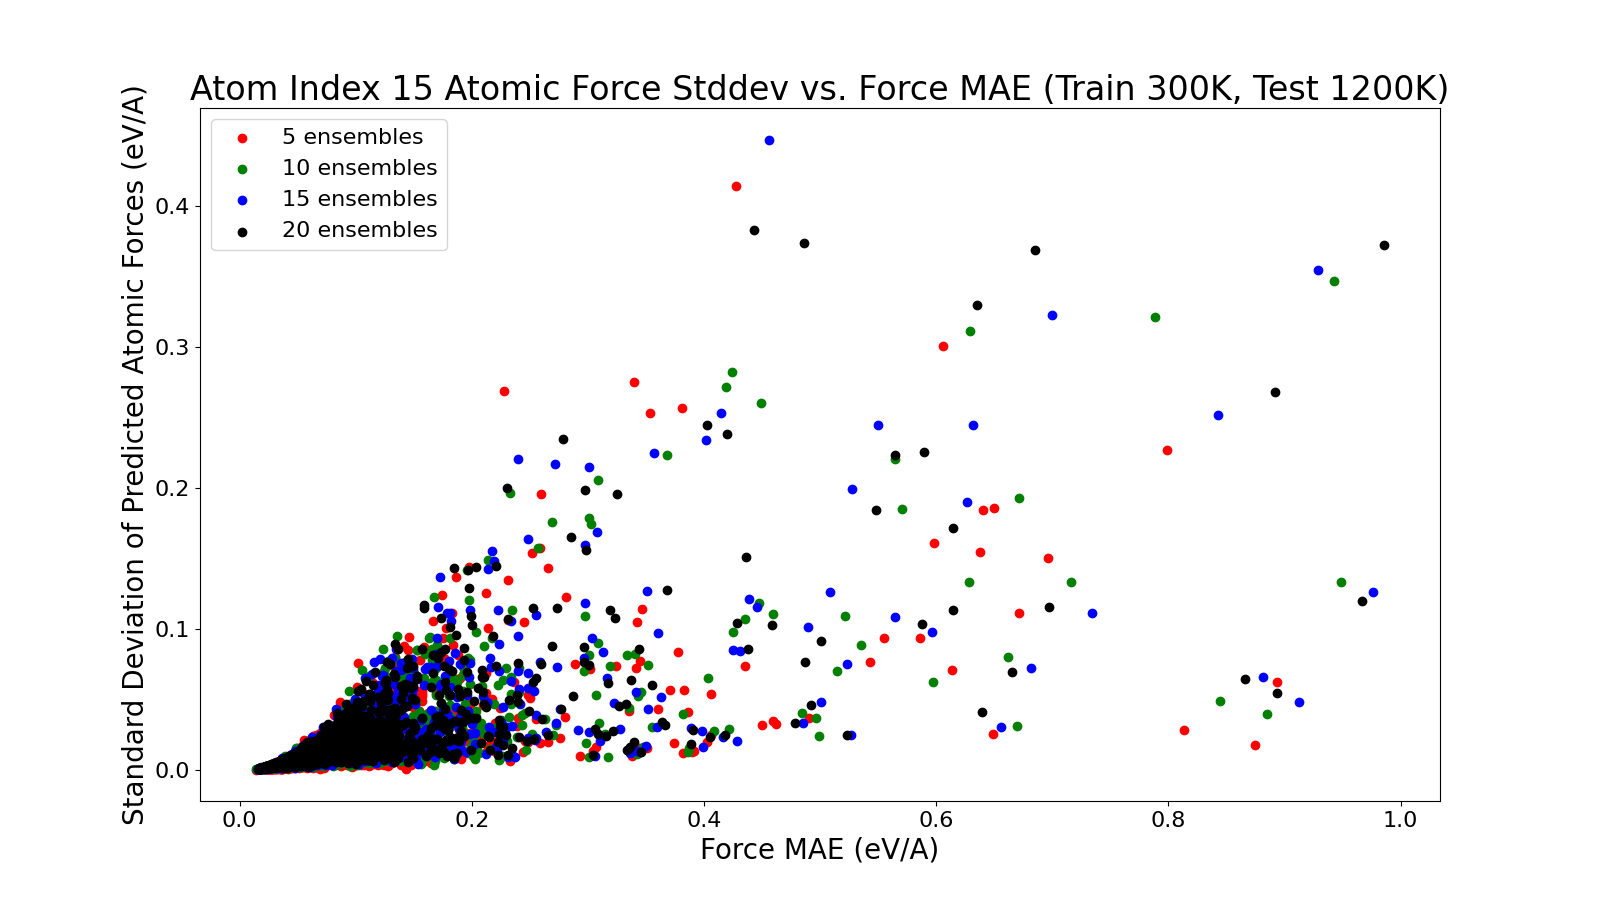 Atom Index 15 Atomic Force Stddev vs. Force MAE (Train 300K, Test 1200K)
5 ensembles
10 ensembles
15 ensembles
20 ensembles
Standard Deviation of Predicted Atomic Forces (eV/A)
0.4
0.3
0.2
0.1
0.0
0.0 0.2 0.4 0.6 0.8 1.0
Force MAE (eV/A)